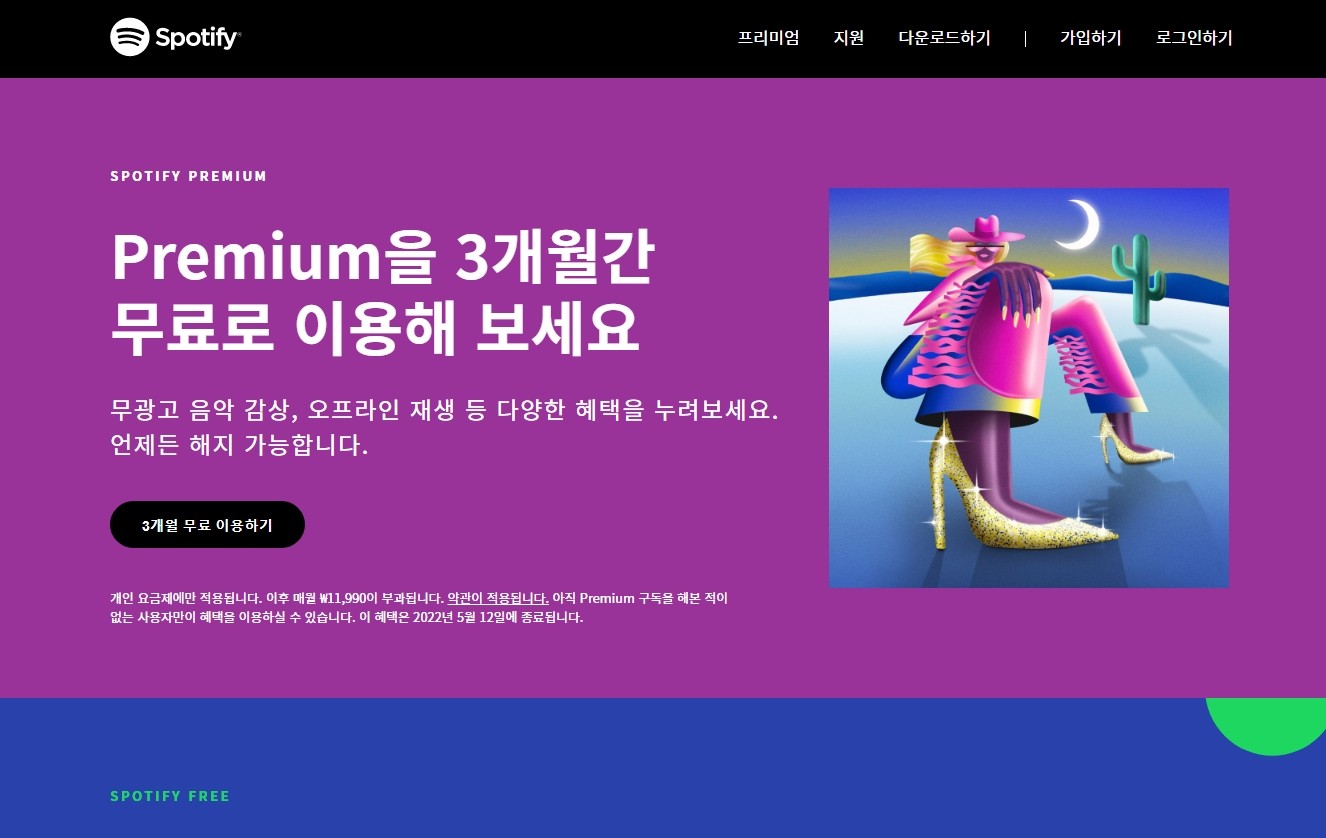 Spotify®
프리미엄 지원 다운로드하기 | 가입하기 로그인하기
SPOTIFY PREMIUM
Premium을 3개월간
무료로 이용해 보세요
무광고 음악 감상, 오프라인 재생 등 다양한 혜택을 누려보세요.
언제든 해지 가능합니다.
3개월 무료 이용하기
개인 요금제에만 적용됩니다. 이후 매월 ₩11,990이 부과됩니다. 약관이 적용됩니다. 아직 Premium 구독을 해본 적이
없는 사용자만이 혜택을 이용하실 수 있습니다. 이 혜택은 2022년 5월 12일에 종료됩니다.
SPOTIFY FREE